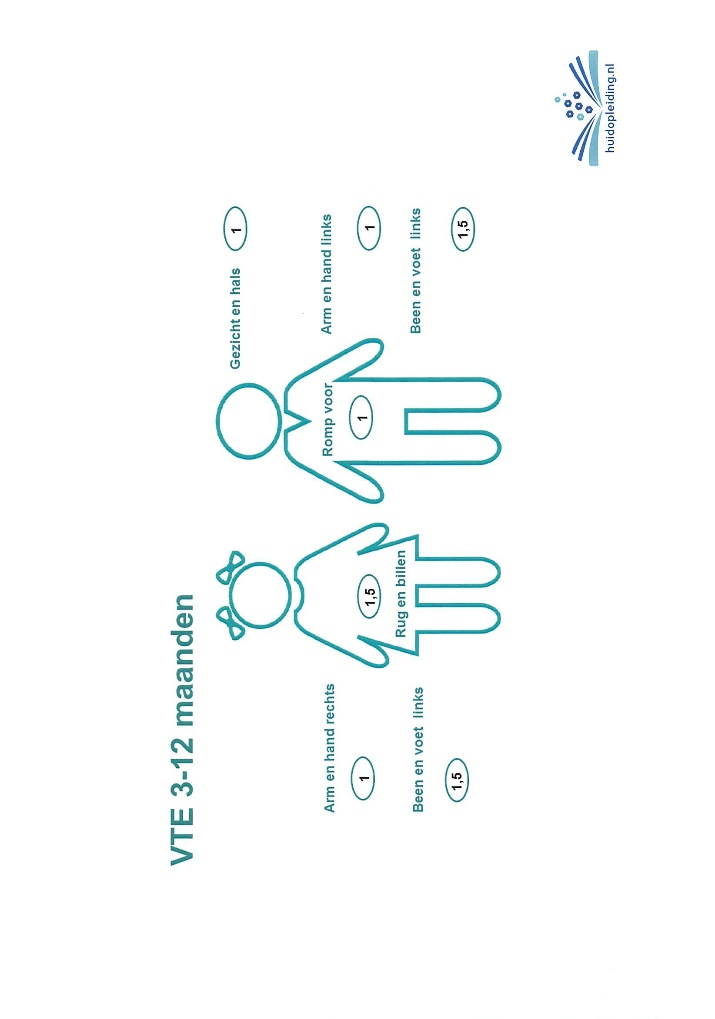 VTE 3-12 maanden
huidopleiding.nl
Gezicht en hals
1
Arm en hand rechts
1
Been en voet links
1,5
1,5
Rug en billen
Romp voor
1
Arm en hand links
1
Been en voet links
1,5